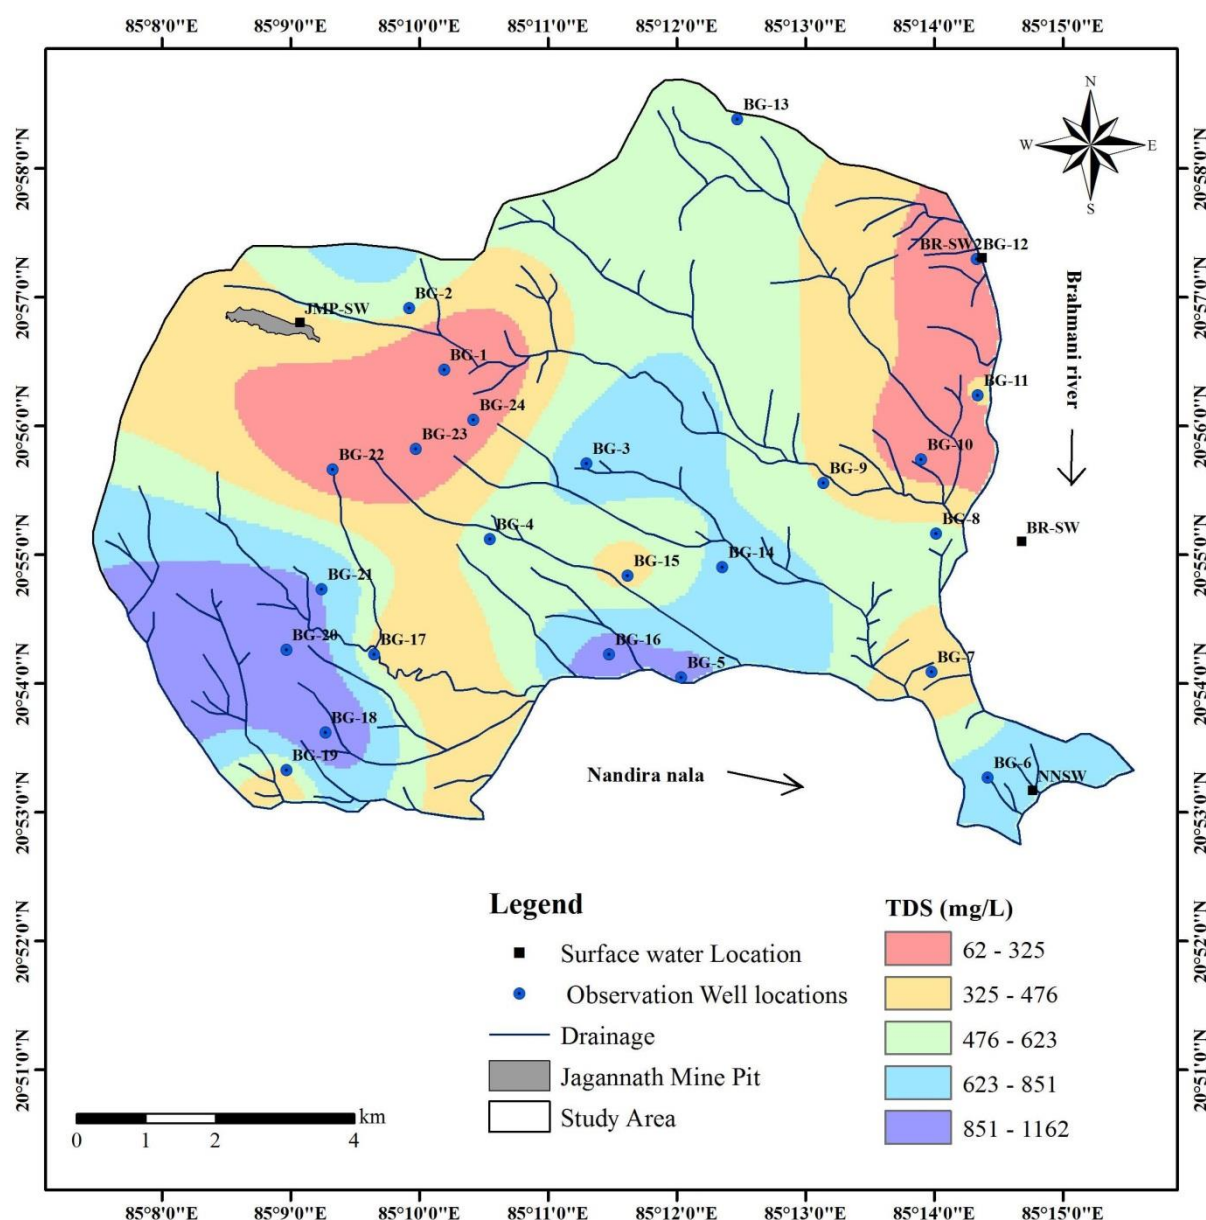 85°8'0"E 85°9'0"E 85°10'0"E 85°11'0"E 85°12'0"E 85°13'0"E 85°14'0"E 85°15'0"E
N
W E
S
BG-13
20°58'0"N 20°58'0"N
BR-SW2 BG-12
20°57'0"N 20°57'0"N
BG-2
JMP-SW
Brahmani river
BG-1
BG-11
BG-24
20°56'0"N 20°56'0"N
BG-23
BG-22
BG-3
BG-10
BG-9
BG-4
BG-8
BR-SW
20°55'0"N 20°55'0"N
BG-15
BG-14
BG-21
BG-20
BG-17
BG-16
BG-5
BG-7
20°54'0"N 20°54'0"N
BG-18
BG-19
BG-6
NNSW
Nandira nala
20°53'0"N 20°53'0"N
Legend
Surface water Location
Observation Well locations
Drainage
Jagannath Mine Pit
Study Area
TDS (mg/L)
62 - 325
325 - 476
476 - 623
623 - 851
851 - 1162
20°52'0"N 20°52'0"N
20°51'0"N 20°51'0"N
km
0 1 2 4
85°8'0"E 85°9'0"E 85°10'0"E 85°11'0"E 85°12'0"E 85°13'0"E 85°14'0"E 85°15'0"E